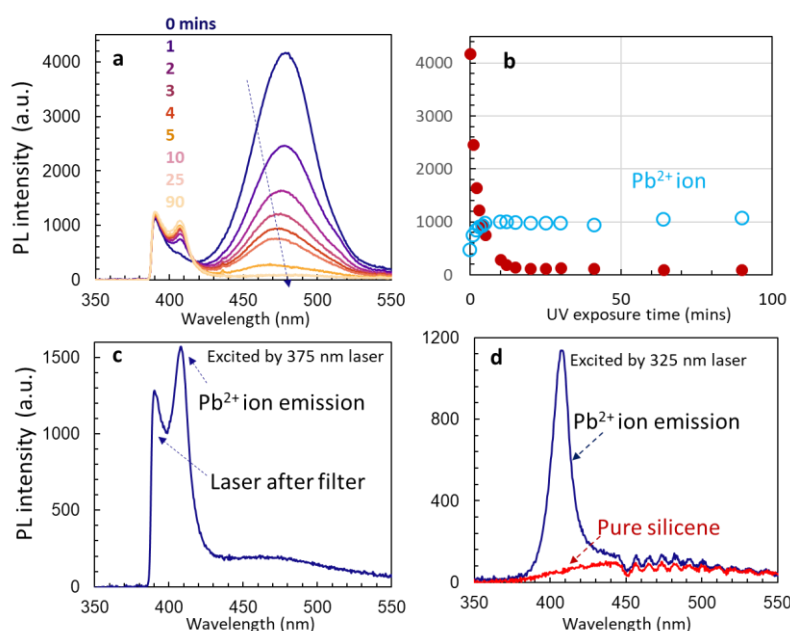 0 mins
1
2
3
4
5
10
25
90
a
PL intensity (a.u.)
4000
3000
2000
1000
0
350
400
450
500
550
Wavelength (nm)
b
4000
3000
2000
1000
0
Pb2+ ion
0
50
100
UV exposure time (mins)
c
Excited by 375 nm laser
PL intensity (a.u.)
1500
1000
500
0
Pb2+ ion emission
Laser after filter
350
400
450
500
550
Wavelength (nm)
d
Excited by 325 nm laser
1200
800
400
0
Pb2+ ion emission
Pure silicene
350
400
450
500
550
Wavelength (nm)